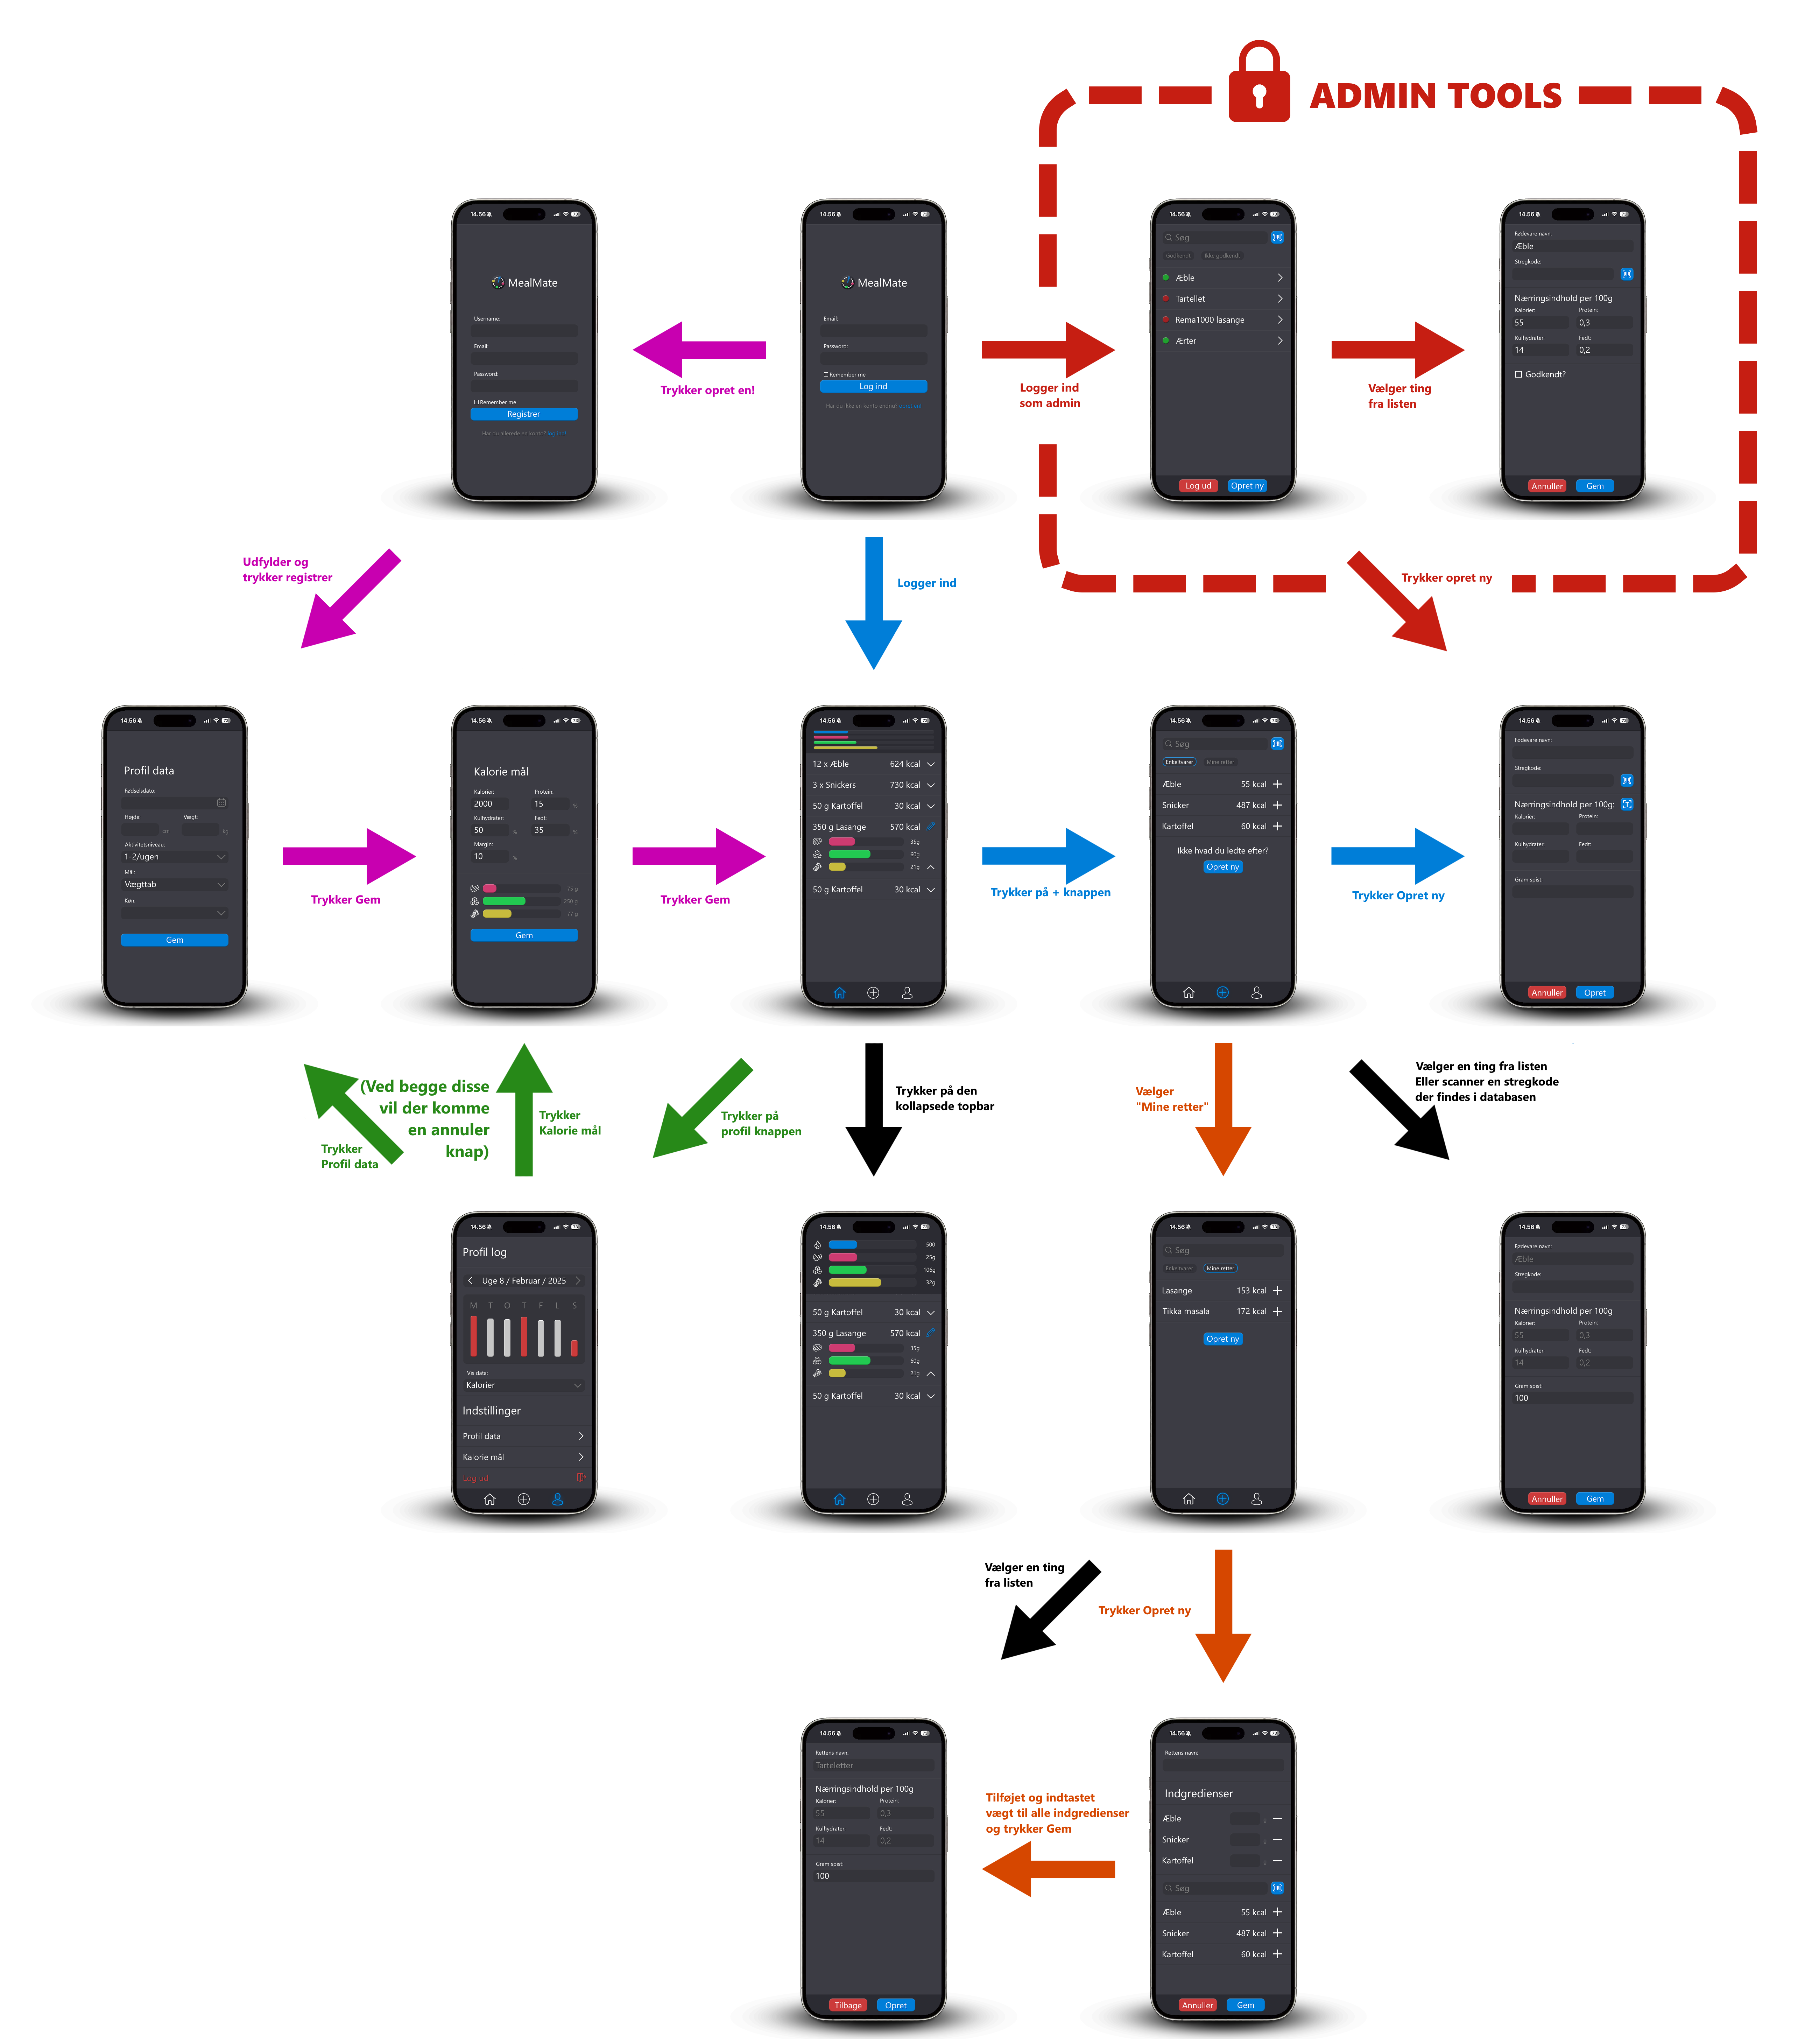 ADMIN TOOLS
14.56
MealMate
Username:
Email:
Password:
Remember me
Registrer
Har du allerede en konto? log ind!
Trykker opret en!
14.56
MealMate
Email:
Password:
Remember me
Log ind
Har du ikke en konto endnu? opret en!
Logger ind
som admin
14.56
Søg
Godkendt Ikke godkendt
Æble
Tartellet
Rema1000 lasange
Ærter
Log ud Opret ny
Vælger ting
fra listen
14.56
Fødevare navn:
Æble
Stregkode:
Nærringsindhold per 100g
Kalorier: Protein:
55 0,3
Kulhydrater: Fedt:
14 0,2
Godkendt?
Annuller Gem
Udfylder og
trykker registrer
Logger ind
Trykker opret ny
14.56
Profil data
Fødselsdato:
Højde: Vægt:
cm kg
Aktivitetsniveau:
1-2/ugen
Mål:
Vægttab
Køn:
Gem
Trykker Gem
14.56
Kalorie mål
Kalorier: Protein:
2000 15 %
Kulhydrater: Fedt:
50 % 35 %
Margin:
10 %
75 g
250 g
77 g
Gem
Trykker Gem
14.56
12 x Æble 624 kcal
3 x Snickers 730 kcal
50 g Kartoffel 30 kcal
350 g Lasange 570 kcal
35g
60g
21g
50 g Kartoffel 30 kcal
Trykker på + knappen
14.56
Søg
Enkeltvarer Mine retter
Æble 55 kcal
Snicker 487 kcal
Kartoffel 60 kcal
Ikke hvad du ledte efter?
Opret ny
Trykker Opret ny
14.56
Fødevare navn:
Stregkode:
Nærringsindhold per 100g:
Kalorier: Protein:
Kulhydrater: Fedt:
Gram spist:
Annuller Opret
Trykker
Profil data
(Ved begge disse
vil der komme
en annuler
knap)
Trykker
Kalorie mål
Trykker på
profil knappen
Trykker på den
kollapsede topbar
Vælger
"Mine retter"
Vælger en ting fra listen
Eller scanner en stregkode
der findes i databasen
14.56
Profil log
Uge 8 / Februar / 2025
M T O T F L S
Vis data:
Kalorier
Indstillinger
Profil data
Kalorie mål
Log ud
14.56
500
25g
106g
32g
50 g Kartoffel 30 kcal
350 g Lasange 570 kcal
35g
60g
21g
50 g Kartoffel 30 kcal
14.56
Søg
Enkeltvarer Mine retter
Lasange 153 kcal
Tikka masala 172 kcal
Opret ny
14.56
Fødevare navn:
Æble
Stregkode:
Nærringsindhold per 100g
Kalorier: Protein:
55 0,3
Kulhydrater: Fedt:
14 0,2
Gram spist:
100
Annuller Gem
Vælger en ting
fra listen
Trykker Opret ny
14.56
Rettens navn:
Tarteletter
Nærringsindhold per 100g
Kalorier: Protein:
55 0,3
Kulhydrater: Fedt:
14 0,2
Gram spist:
100
Tilbage Opret
Tilføjet og indtastet
vægt til alle indgredienser
og trykker Gem
14.56
Rettens navn:
Indgredienser
Æble g
Snicker g
Kartoffel g
Søg
Æble 55 kcal
Snicker 487 kcal
Kartoffel 60 kcal
Annuller Gem